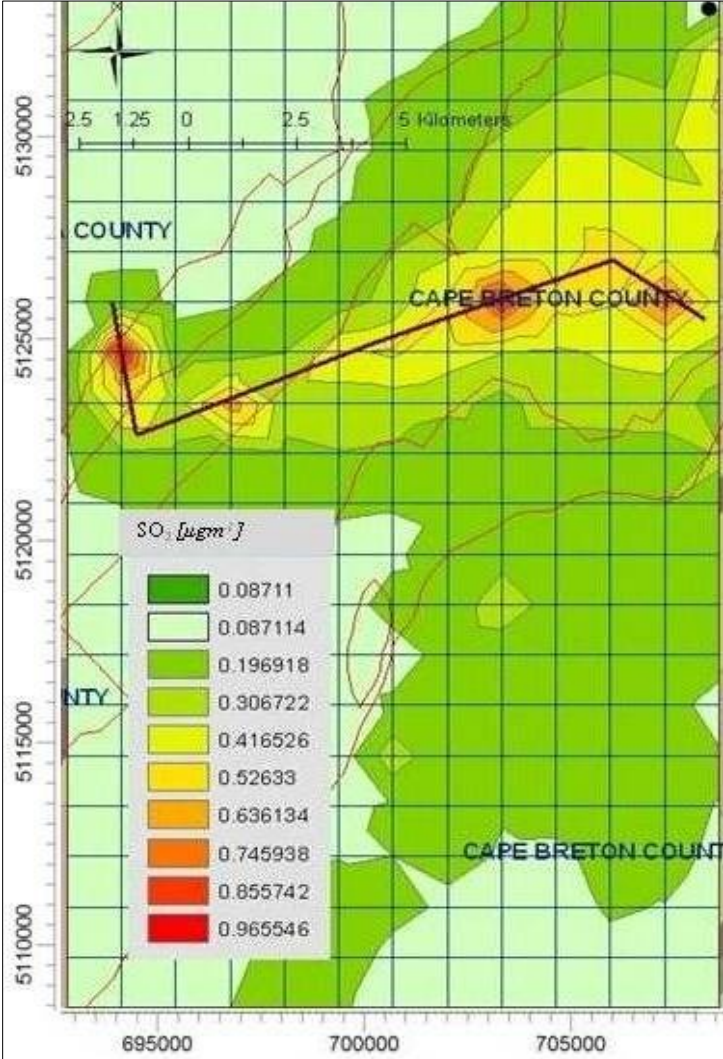 2.5 1.25 0 2.5 5 Kilometers
COUNTY
CAPE BRETON COUNTY
SO₂ [µgm⁻³]
0.08711
0.087114
0.196918
0.306722
0.416526
0.52633
0.636134
0.745938
0.855742
0.965546
NTY
CAPE BRETON COUNT
5130000
5125000
5120000
5115000
5110000
695000 700000 705000